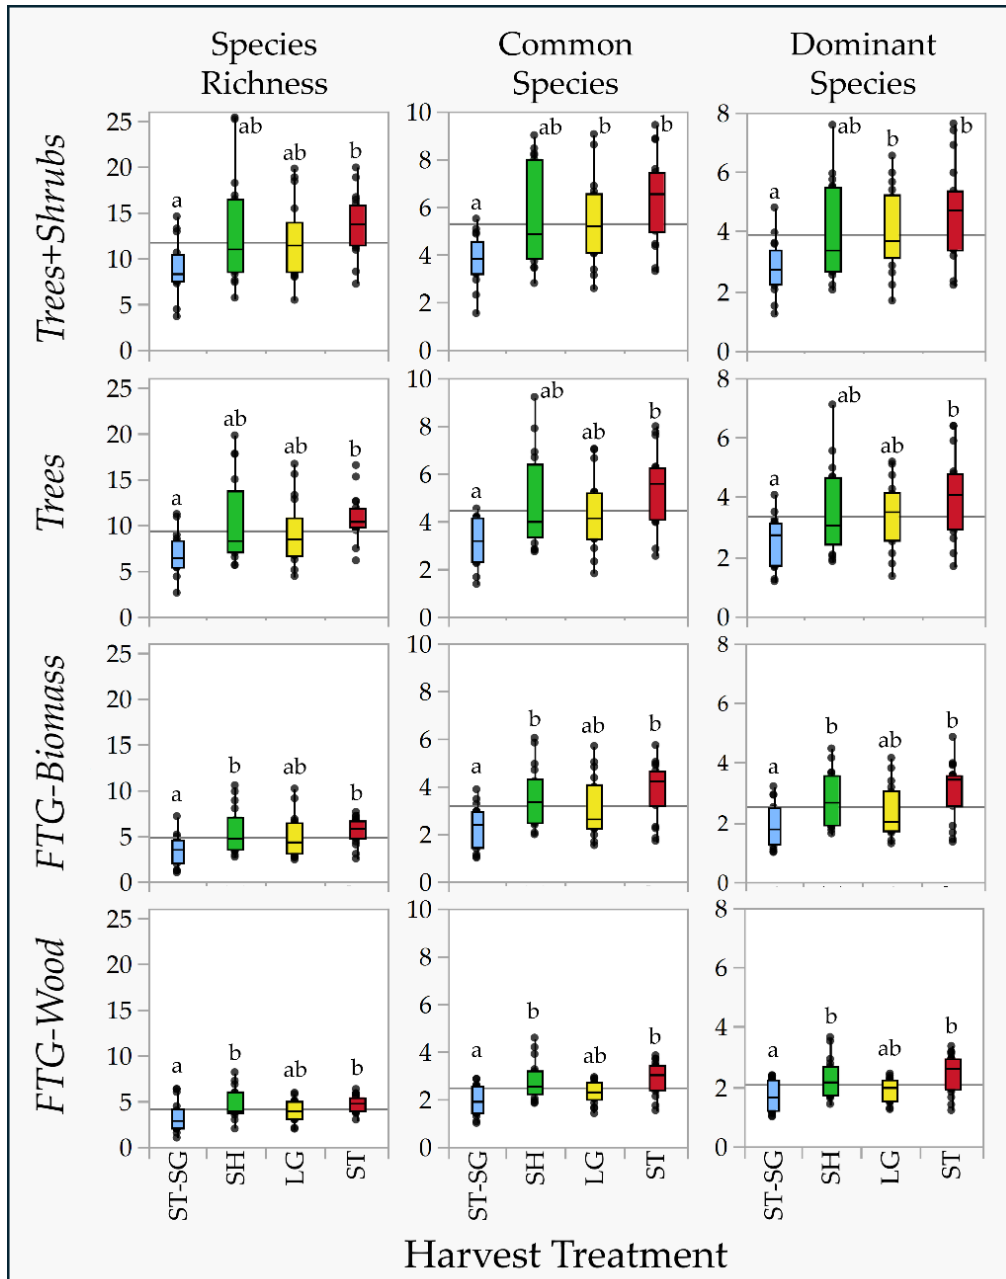 Species Common Dominant
Richness Species Species
Trees+Shrubs
25 20 15 10 5 0
ab ab b a
10 8 6 4 2 0
ab b b a
8 6 4 2 0
ab b b a
Trees
25 20 15 10 5 0
a ab ab b
10 8 6 4 2 0
a ab ab b
8 6 4 2 0
a ab ab b
FTG-Biomass
25 20 15 10 5 0
a b ab b
10 8 6 4 2 0
a b ab b
8 6 4 2 0
a b ab b
FTG-Wood
25 20 15 10 5 0
a b ab b
10 8 6 4 2 0
a b ab b
8 6 4 2 0
a b ab b
ST-SG SH LG ST ST-SG SH LG ST ST-SG SH LG ST
Harvest Treatment